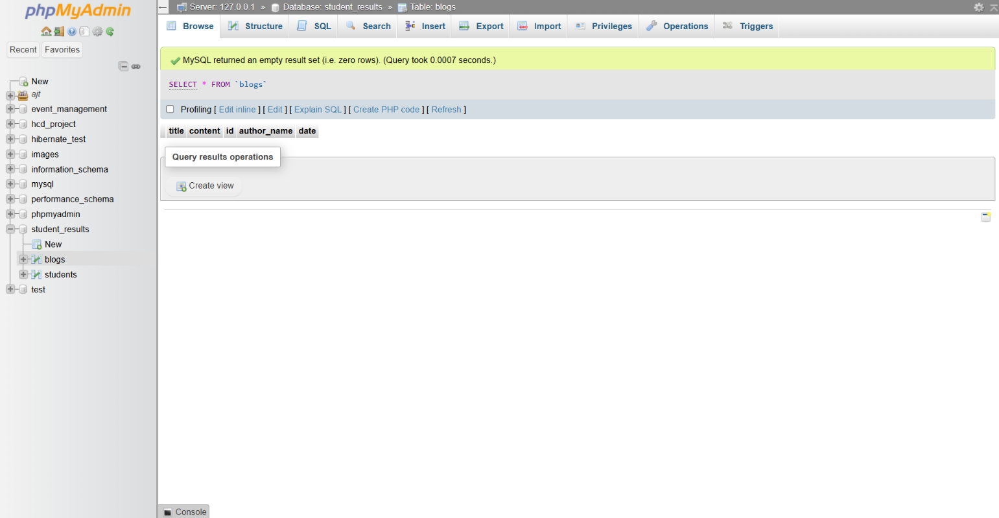 phpMyAdmin
Recent Favorites
New
ajt
event_management
hcd_project
hibernate_test
images
information_schema
mysql
performance_schema
phpmyadmin
student_results
New
blogs
students
test
Server: 127.0.0.1 » Database: student_results » Table: blogs
Browse Structure SQL Search Insert Export Import Privileges Operations Triggers
MySQL returned an empty result set (i.e. zero rows). (Query took 0.0007 seconds.)
SELECT * FROM `blogs`
Profiling [ Edit inline ] [ Edit ] [ Explain SQL ] [ Create PHP code ] [ Refresh ]
title content id author_name date
Query results operations
Create view
Console